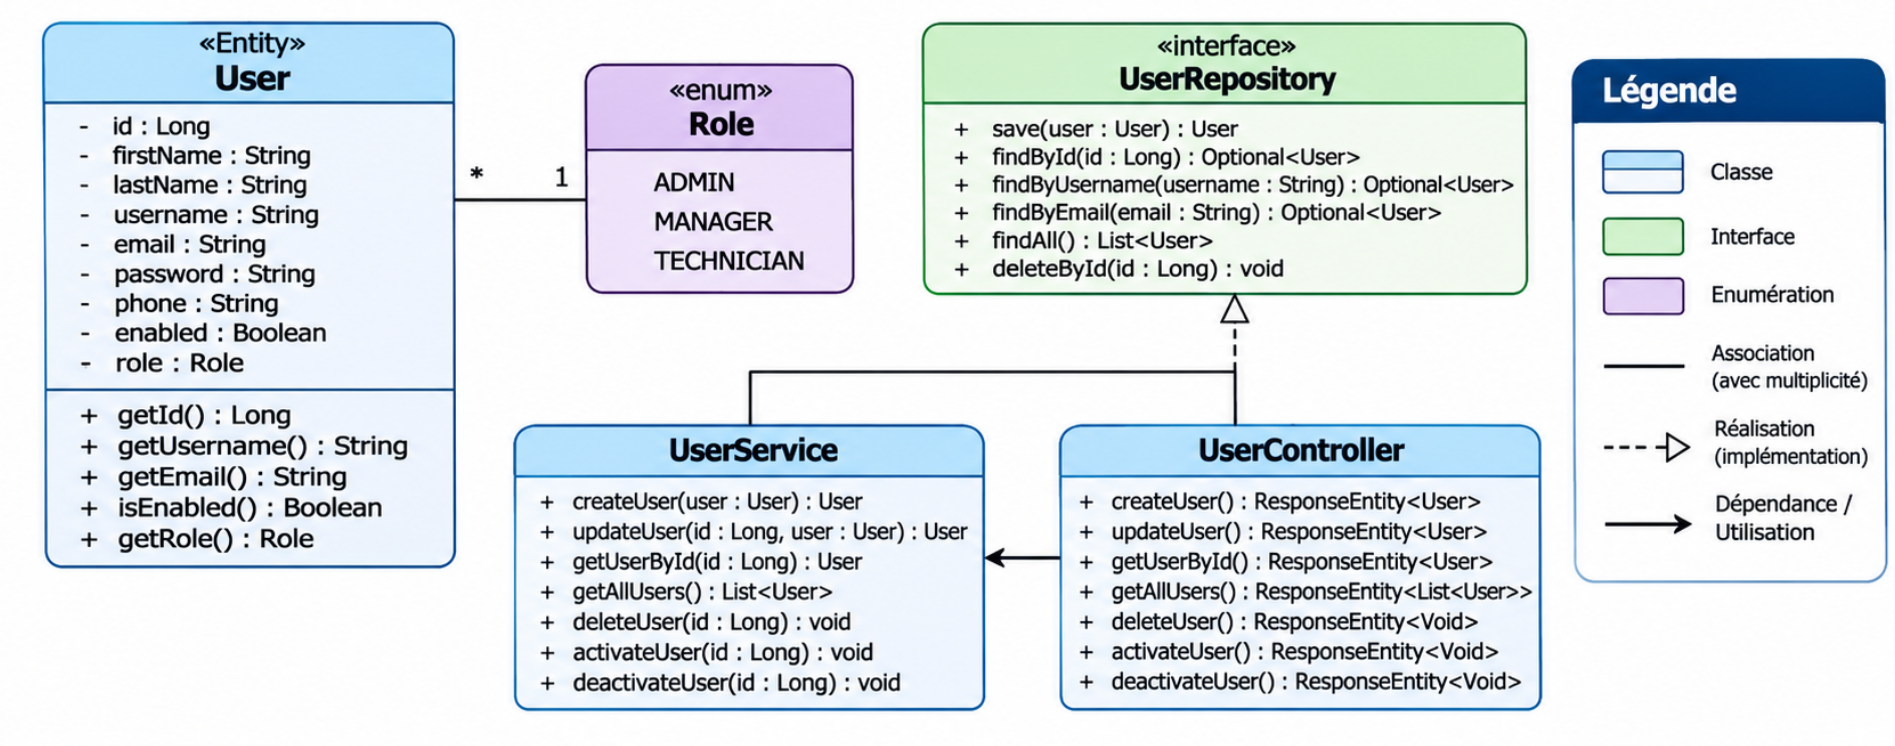 «Entity»
User
- id : Long
- firstName : String
- lastName : String
- username : String
- email : String
- password : String
- phone : String
- enabled : Boolean
- role : Role
+ getId() : Long
+ getUsername() : String
+ getEmail() : String
+ isEnabled() : Boolean
+ getRole() : Role
* 1
«enum»
Role
ADMIN
MANAGER
TECHNICIAN
«interface»
UserRepository
+ save(user : User) : User
+ findById(id : Long) : Optional<User>
+ findByUsername(username : String) : Optional<User>
+ findByEmail(email : String) : Optional<User>
+ findAll() : List<User>
+ deleteById(id : Long) : void
UserService
+ createUser(user : User) : User
+ updateUser(id : Long, user : User) : User
+ getUserById(id : Long) : User
+ getAllUsers() : List<User>
+ deleteUser(id : Long) : void
+ activateUser(id : Long) : void
+ deactivateUser(id : Long) : void
UserController
+ createUser() : ResponseEntity<User>
+ updateUser() : ResponseEntity<User>
+ getUserById() : ResponseEntity<User>
+ getAllUsers() : ResponseEntity<List<User>>
+ deleteUser() : ResponseEntity<Void>
+ activateUser() : ResponseEntity<Void>
+ deactivateUser() : ResponseEntity<Void>
Légende
Classe
Interface
Enumération
Association
(avec multiplicité)
Réalisation
(implémentation)
Dépendance /
Utilisation